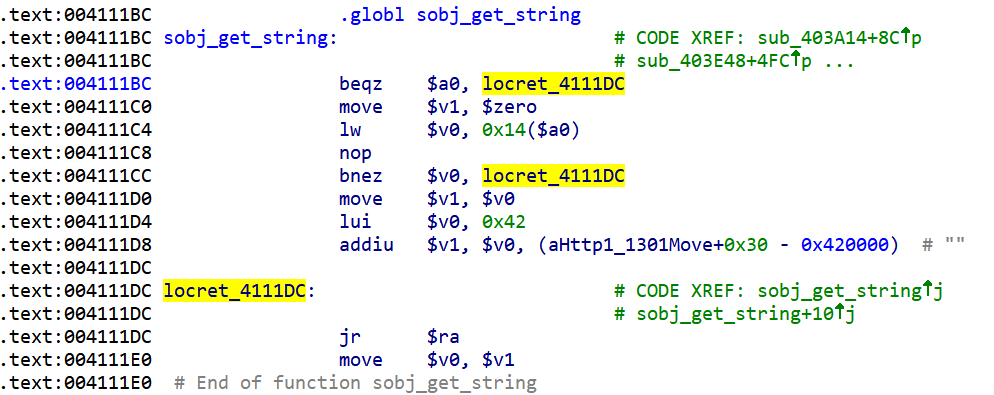 .text:004111BC .globl sobj_get_string
.text:004111BC sobj_get_string: # CODE XREF: sub_403A14+8C↑p
.text:004111BC # sub_403E48+4FC↑p ...
.text:004111BC beqz $a0, locret_4111DC
.text:004111C0 move $v1, $zero
.text:004111C4 lw $v0, 0x14($a0)
.text:004111C8 nop
.text:004111CC bnez $v0, locret_4111DC
.text:004111D0 move $v1, $v0
.text:004111D4 lui $v0, 0x42
.text:004111D8 addiu $v1, $v0, (aHttp1_1301Move+0x30 - 0x420000) # ""
.text:004111DC
.text:004111DC locret_4111DC: # CODE XREF: sobj_get_string↑j
.text:004111DC # sobj_get_string+10↑j
.text:004111DC jr $ra
.text:004111E0 move $v0, $v1
.text:004111E0 # End of function sobj_get_string